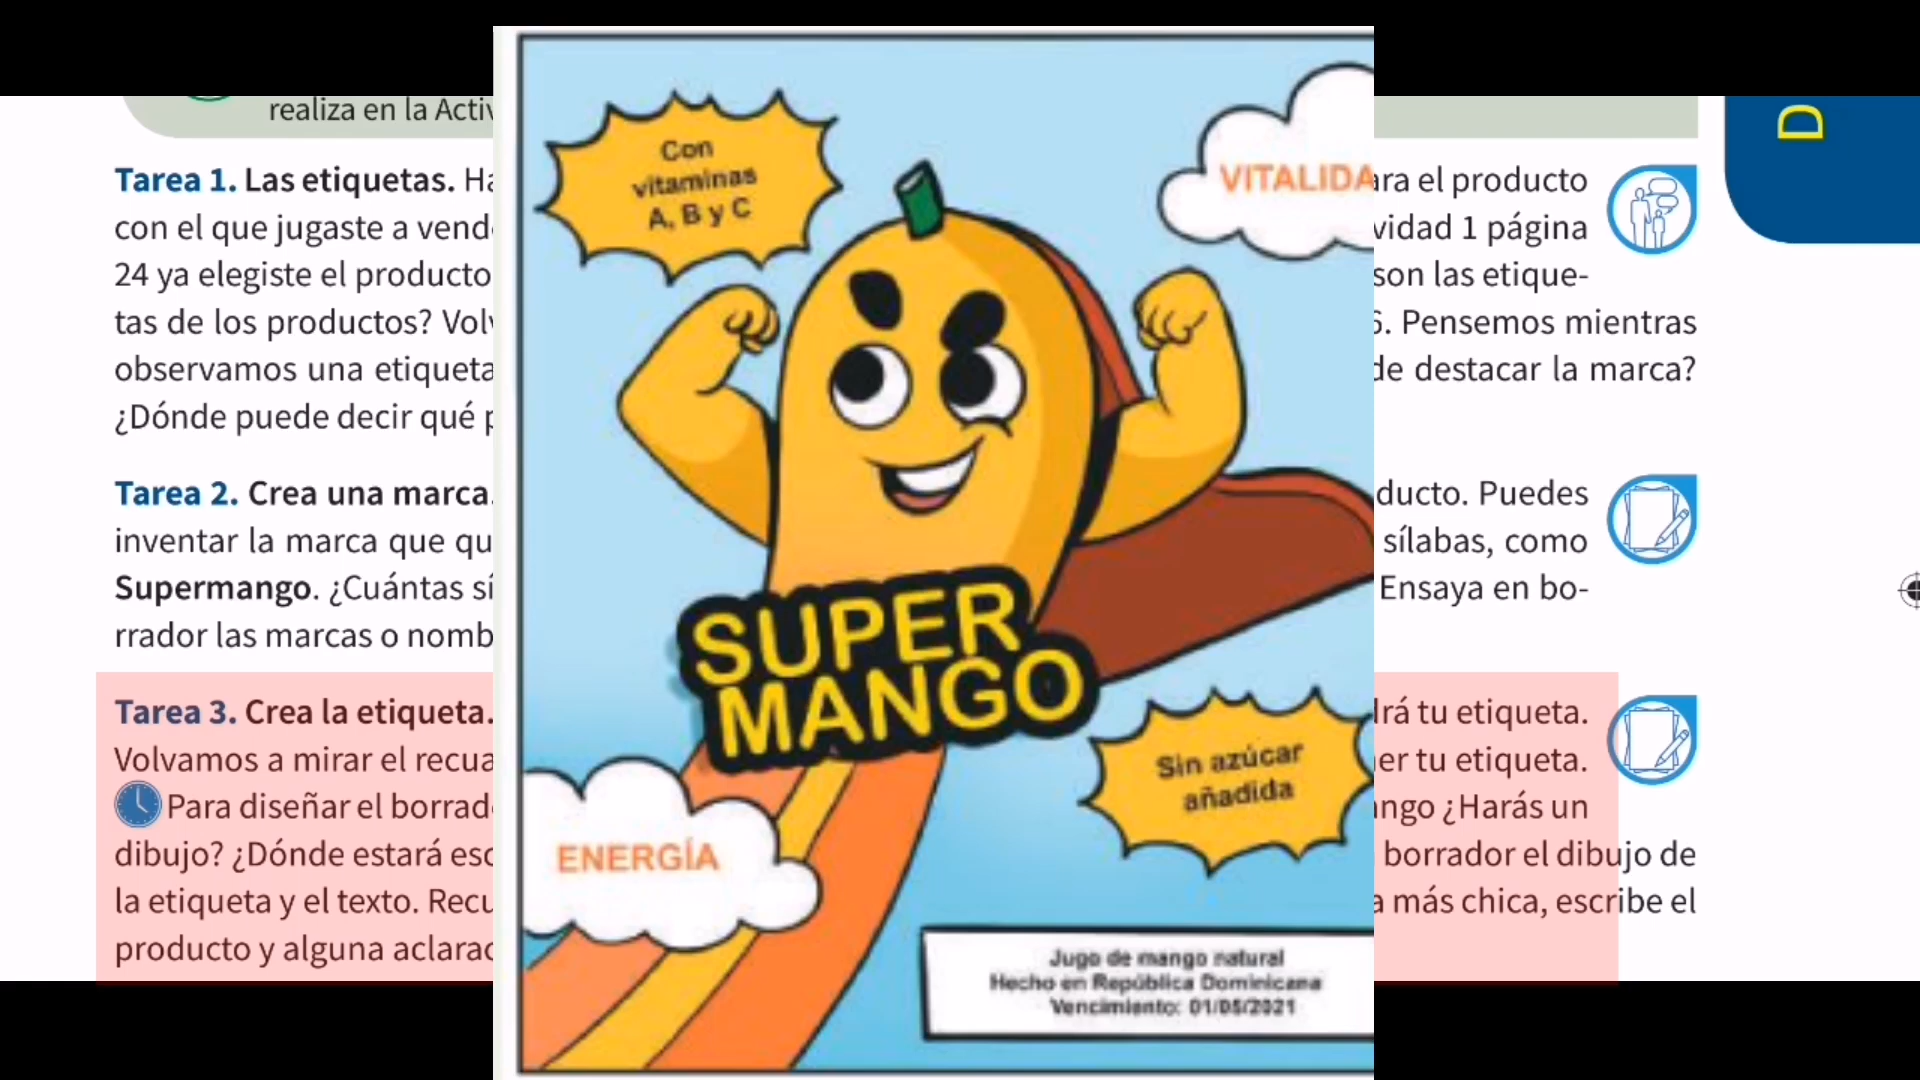 realiza en la Activ
D
Tarea 1. Las etiquetas. Ha
con el que jugaste a vend
24 ya elegiste el producto
tas de los productos? Volv
observamos una etiqueta
¿Dónde puede decir qué p
Tarea 2. Crea una marca.
inventar la marca que qu
Supermango. ¿Cuántas sí
rrador las marcas o nomb
Tarea 3. Crea la etiqueta.
Volvamos a mirar el recua
Para diseñar el borrad
dibujo? ¿Dónde estará esc
la etiqueta y el texto. Recu
producto y alguna aclarac
Con
vitaminas
A, B y C
VITALIDA
SUPER
MANGO
Sin azúcar
añadida
ENERGÍA
Jugo de mango natural
Hecho en República Dominicana
Vencimiento: 01/05/2021
ara el producto
vidad 1 página
son las etique-
6. Pensemos mientras
de destacar la marca?
ducto. Puedes
sílabas, como
Ensaya en bo-
drá tu etiqueta.
er tu etiqueta.
ango ¿Harás un
borrador el dibujo de
a más chica, escribe el